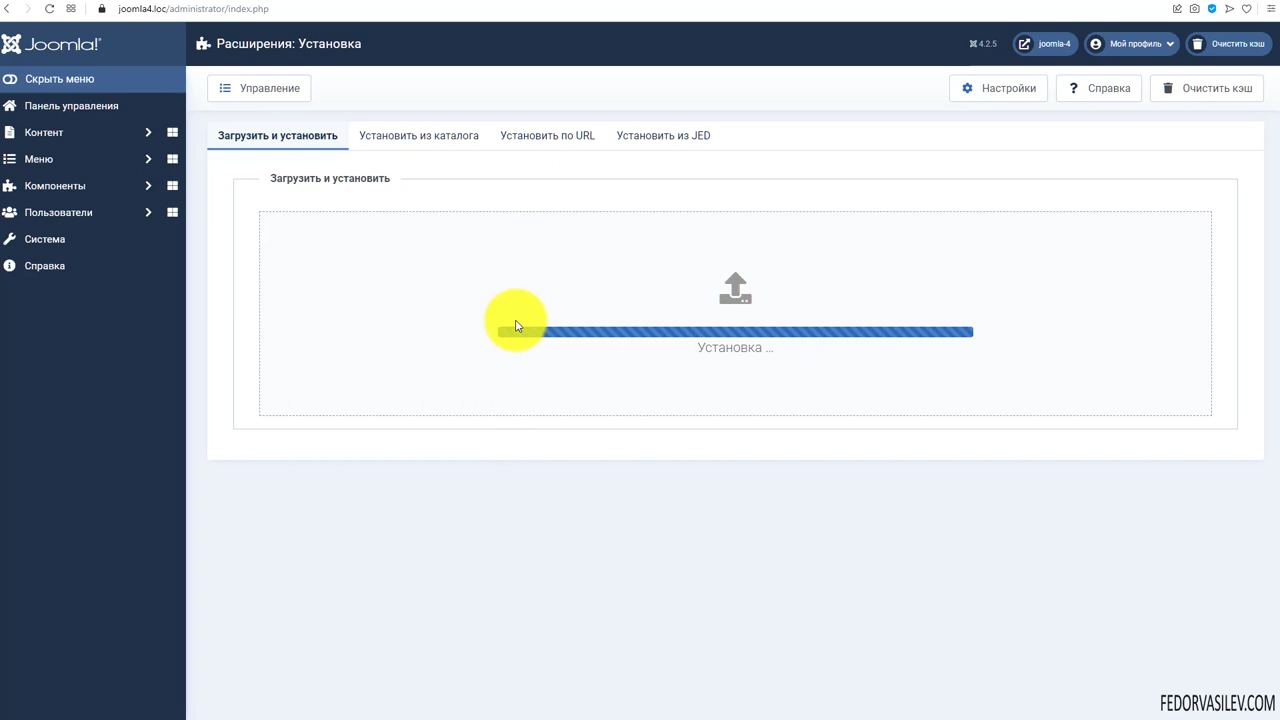 joomla4.loc/administrator/index.php
Joomla!®
Расширения: Установка
4.2.5
joomla-4
Мой профиль
Очистить кэш
Скрыть меню
Панель управления
Контент
Меню
Компоненты
Пользователи
Система
Справка
Управление
Настройки
Справка
Очистить кэш
Загрузить и установить
Установить из каталога
Установить по URL
Установить из JED
Загрузить и установить
Установка ...
FEDORVASILEV.COM